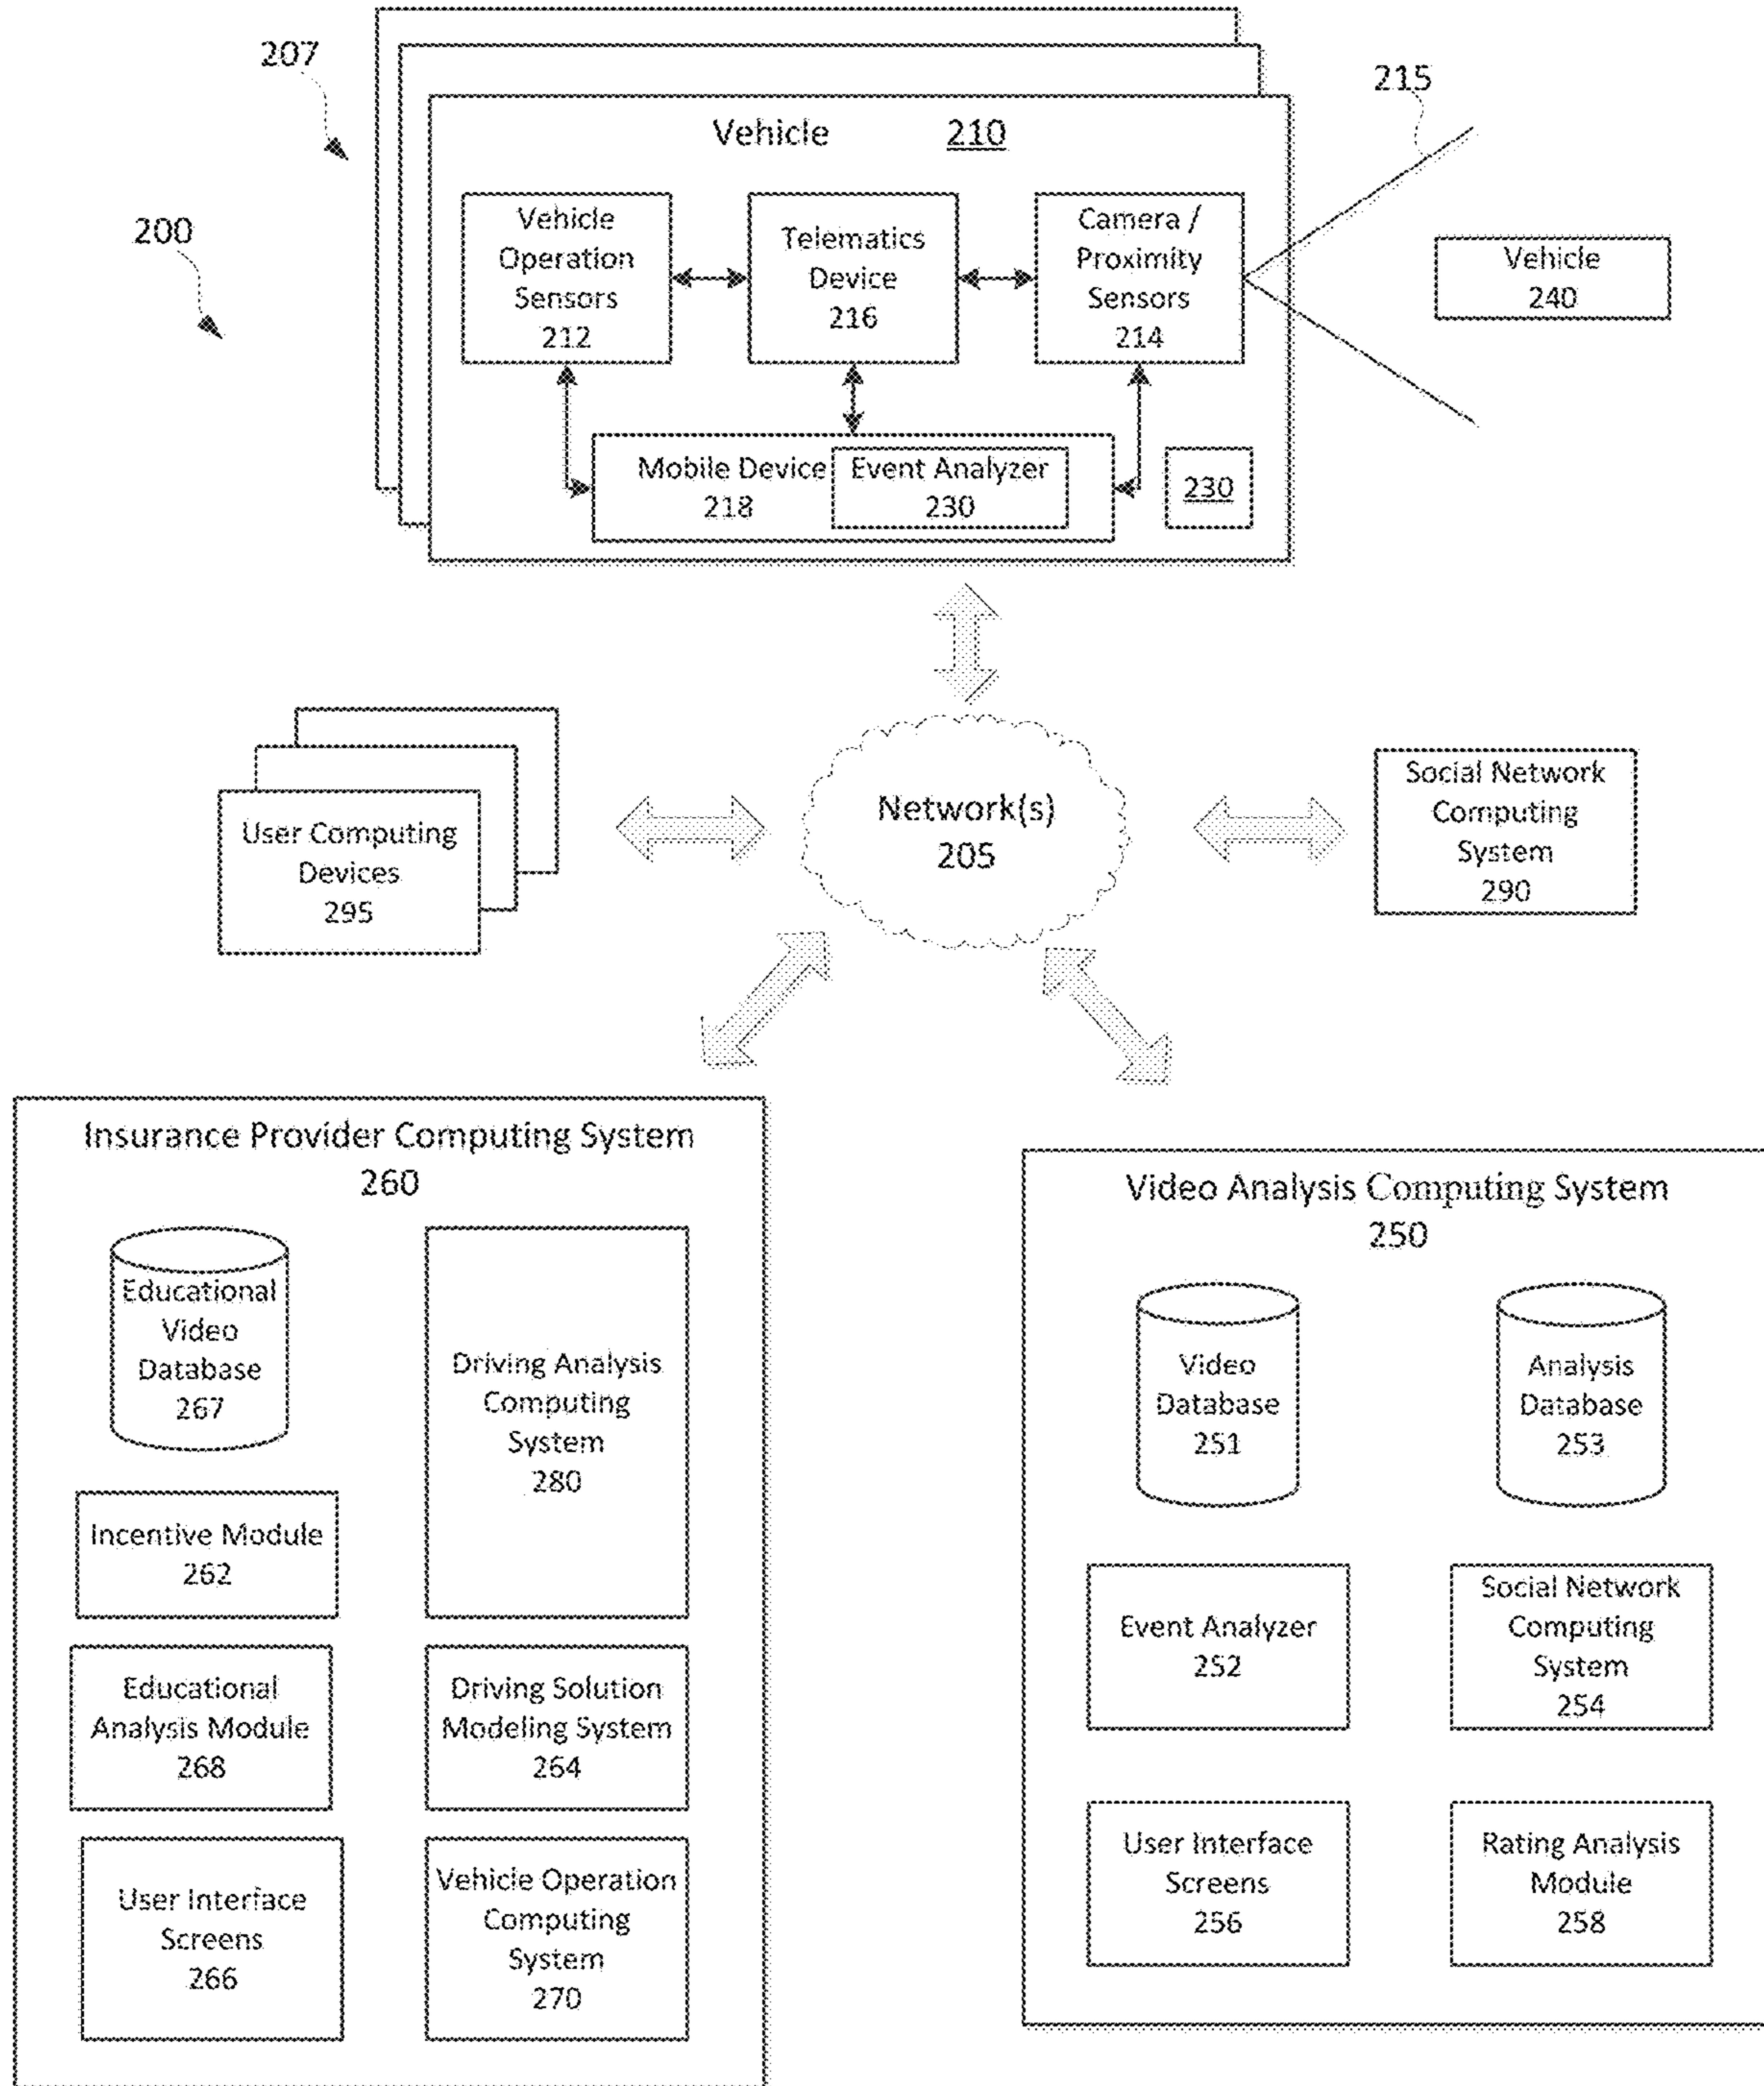 207
215
200
Vehicle 210
Vehicle
Operation
Sensors
212
Telematics
Device
216
Camera /
Proximity
Sensors
214
Vehicle
240
Mobile Device
218
Event Analyzer
230
230
User Computing
Devices
295
Network(s)
205
Social Network
Computing
System
290
Insurance Provider Computing System
260
Educational
Video
Database
267
Driving Analysis
Computing
System
280
Incentive Module
262
Educational
Analysis Module
268
Driving Solution
Modeling System
264
User Interface
Screens
266
Vehicle Operation
Computing
System
270
Video Analysis Computing System
250
Video
Database
251
Analysis
Database
253
Event Analyzer
252
Social Network
Computing
System
254
User Interface
Screens
256
Rating Analysis
Module
258